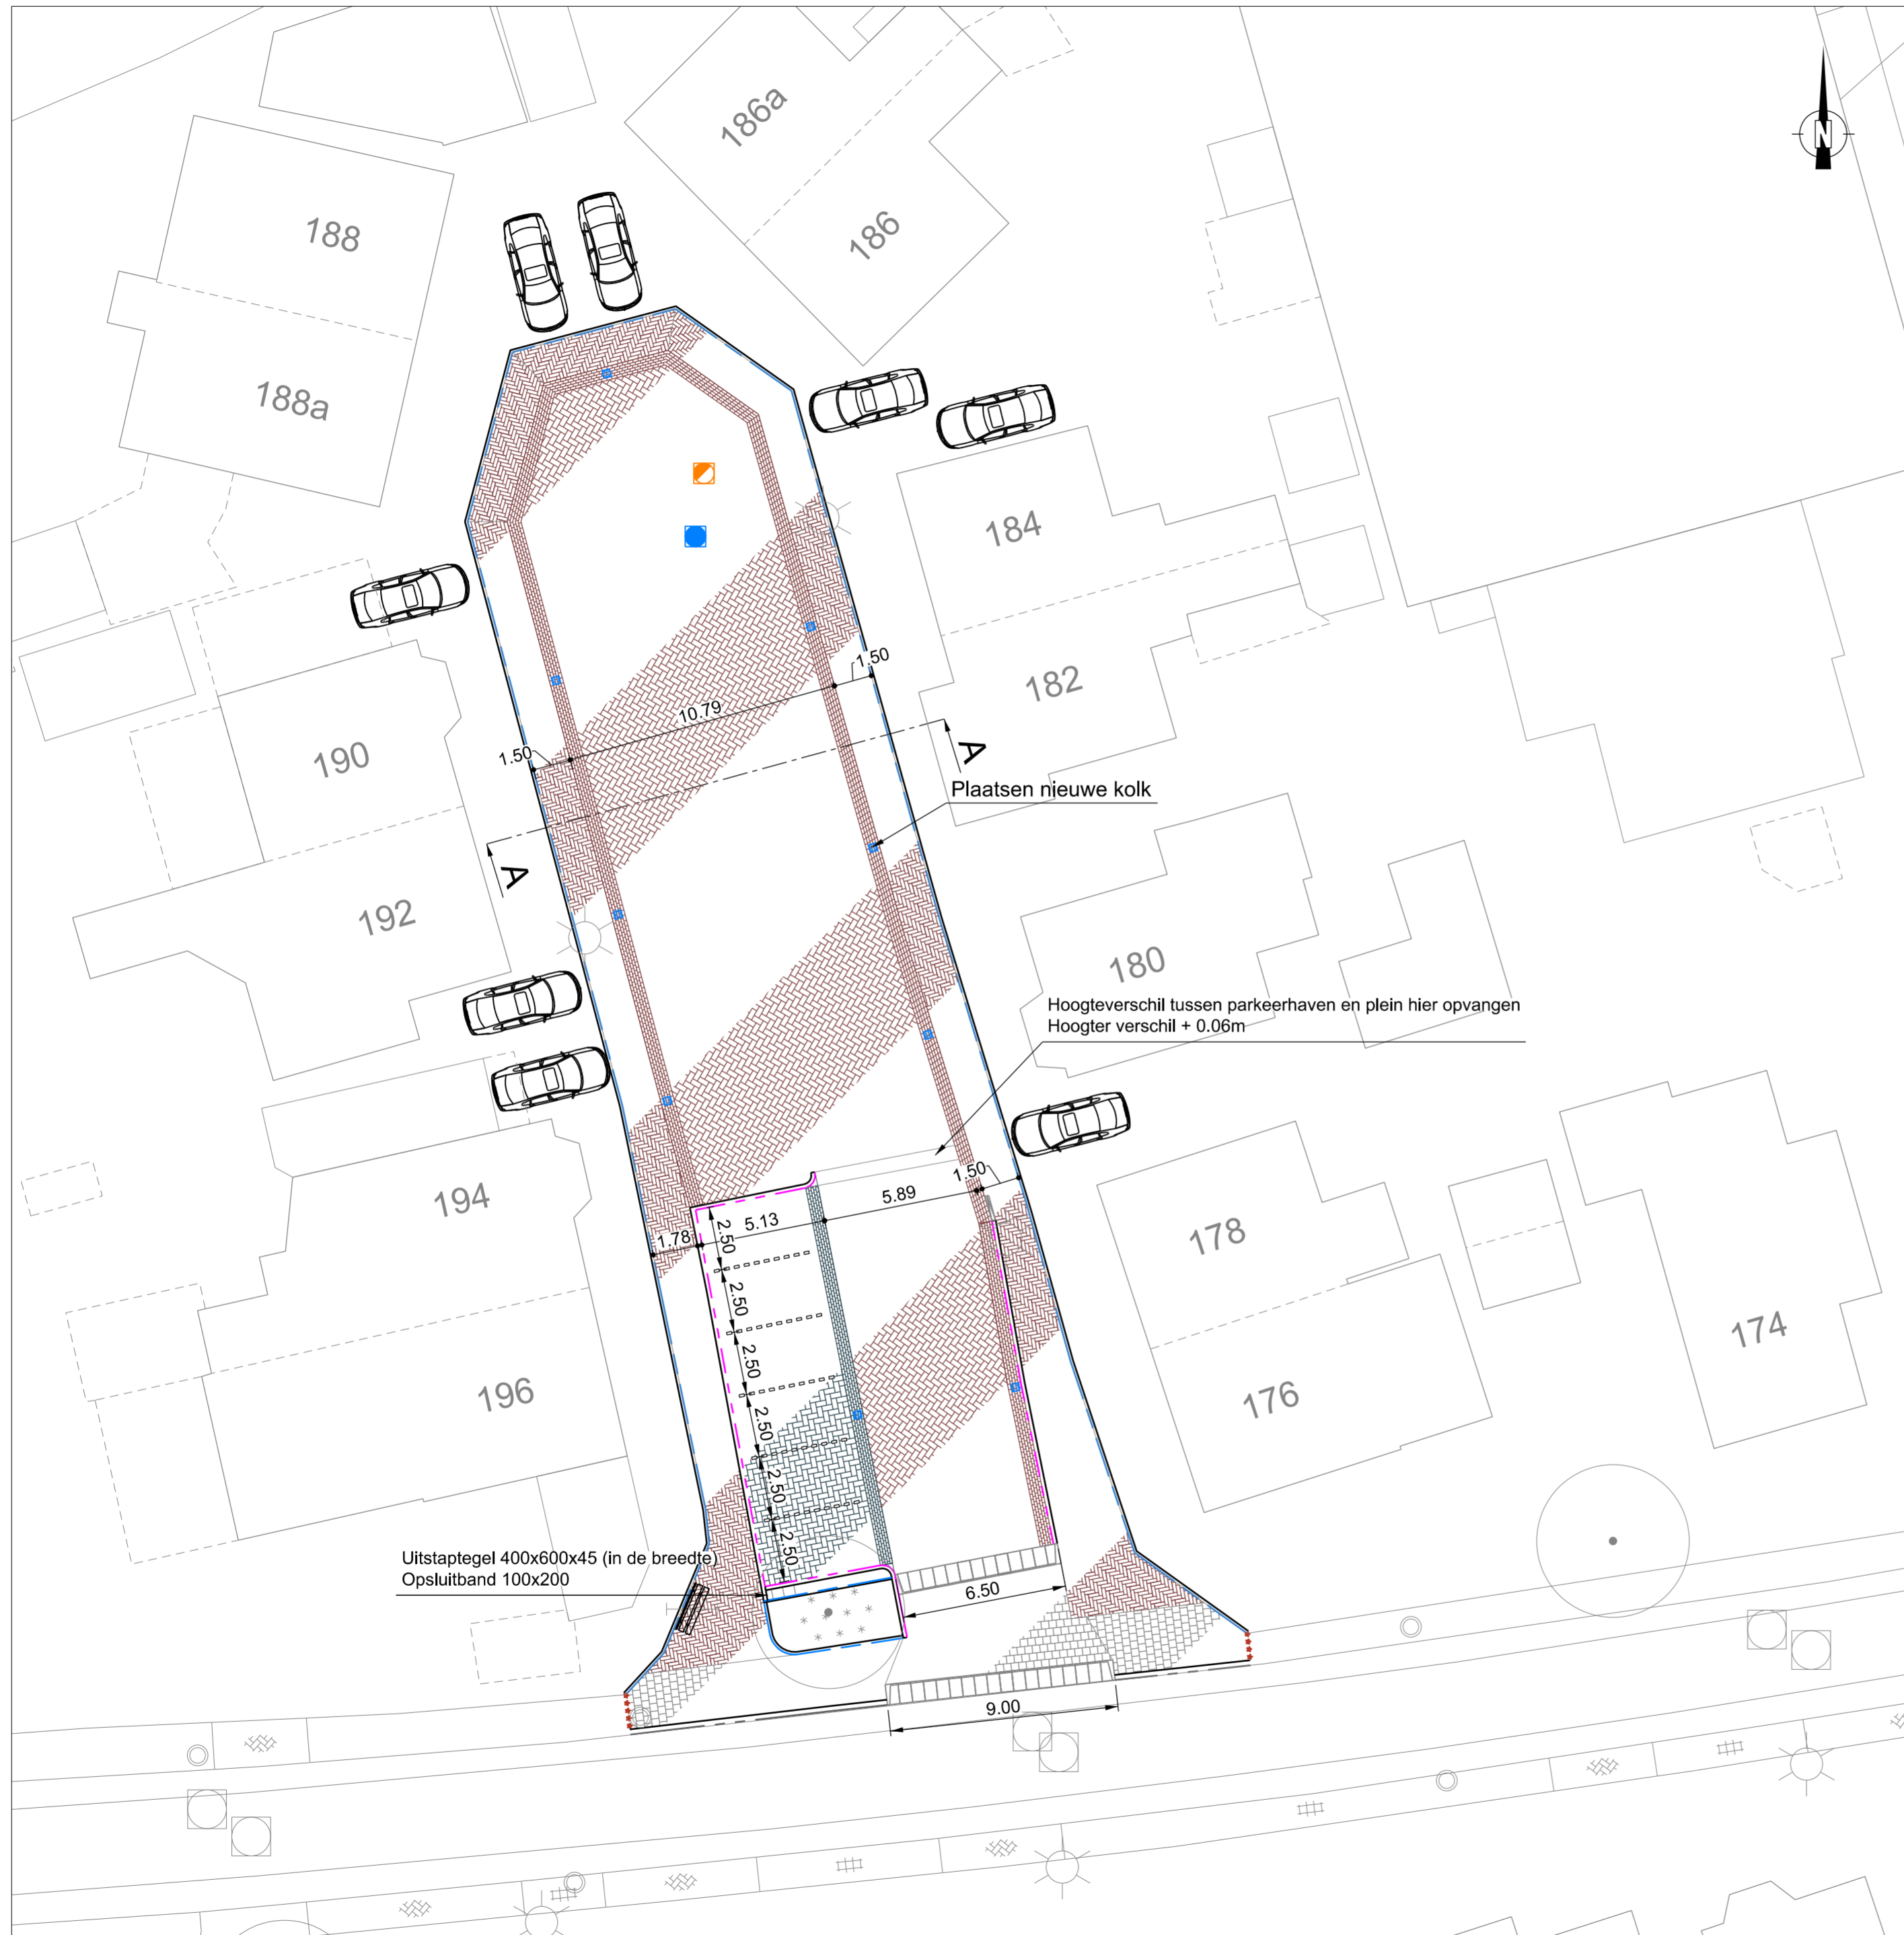 186a
N
188
186
188a
184
1.50
182
10.79
190
1.50
A
Plaatsen nieuwe kolk
A
192
180
Hoogteverschil tussen parkeerhaven en plein hier opvangen
Hoogter verschil + 0.06m
194
1.50
5.89
5.13
1.78
2.50
178
2.50
2.50
174
196
2.50
176
2.50
2.50
Uitstaptegel 400x600x45 (in de breedte)
Opsluitband 100x200
6.50
9.00